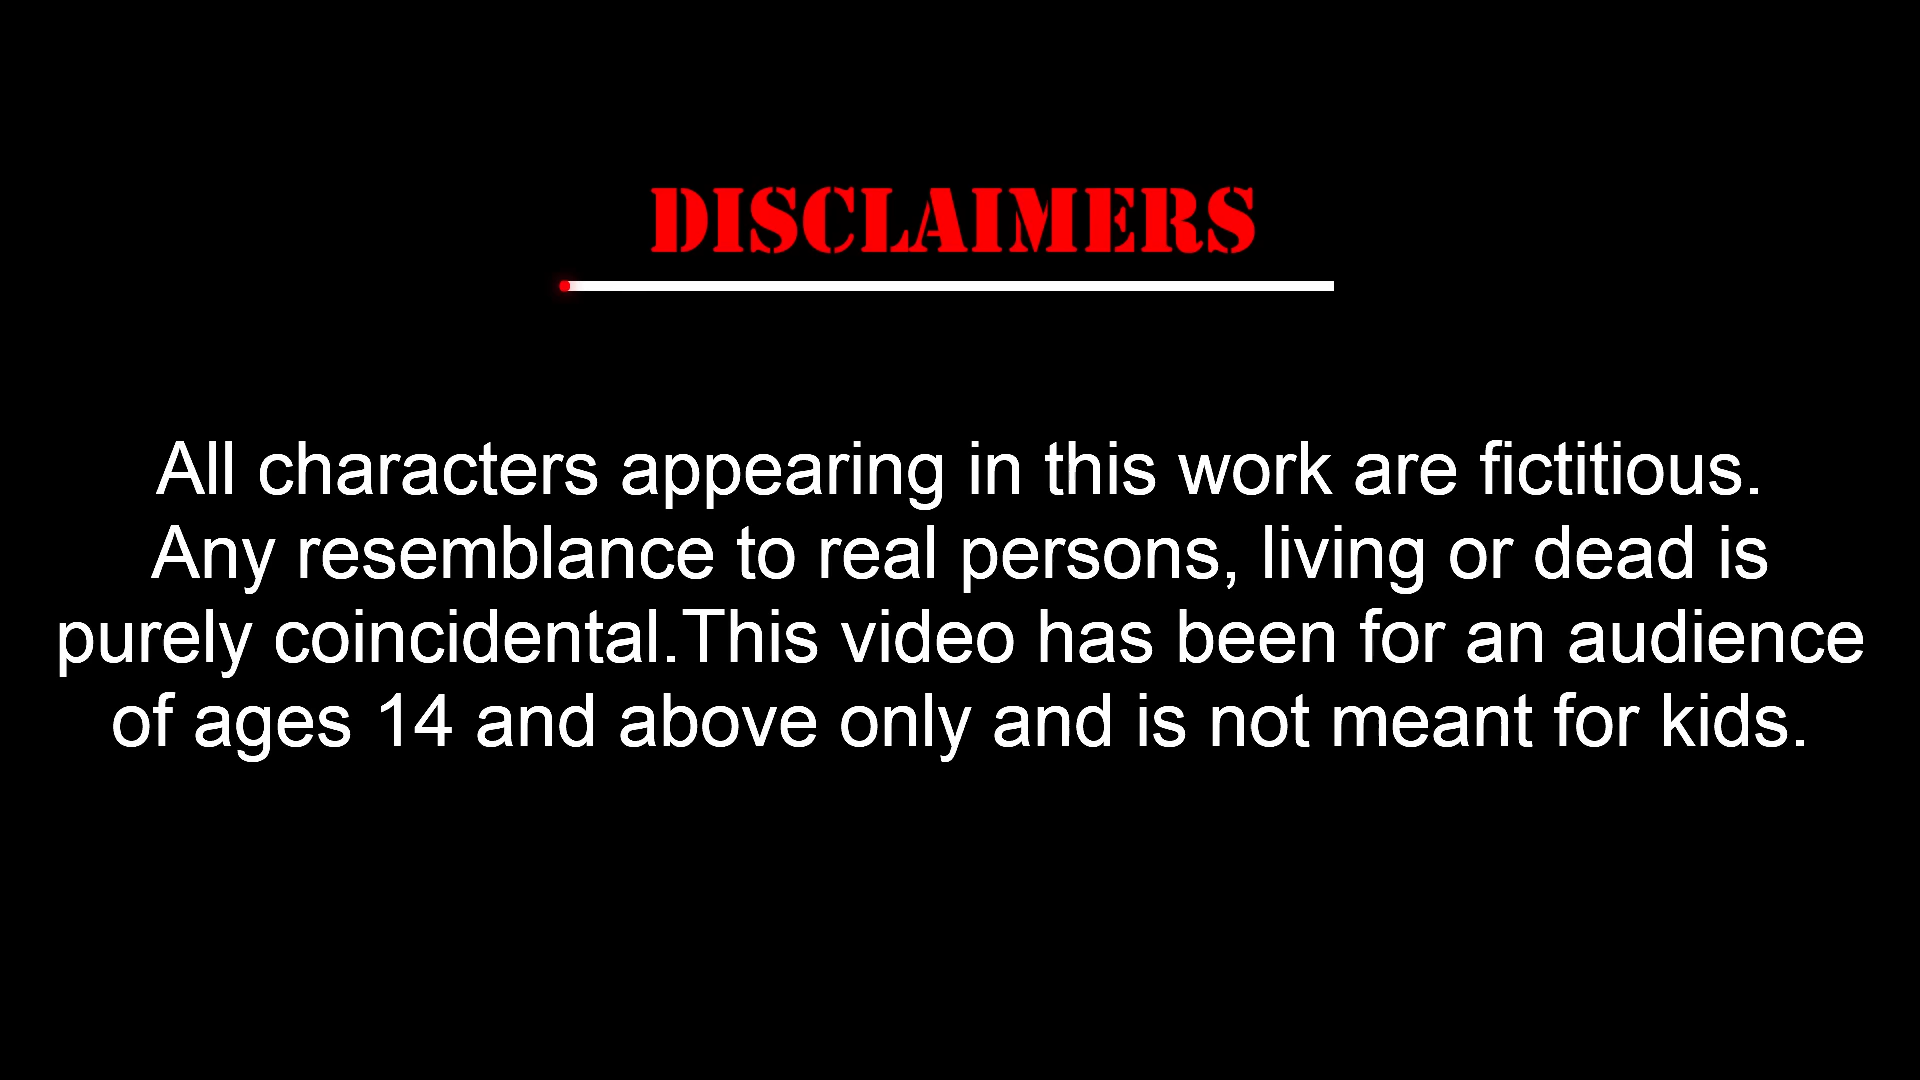 DISCLAIMERS
All characters appearing in this work are fictitious.
Any resemblance to real persons, living or dead is
purely coincidental.This video has been for an audience
of ages 14 and above only and is not meant for kids.